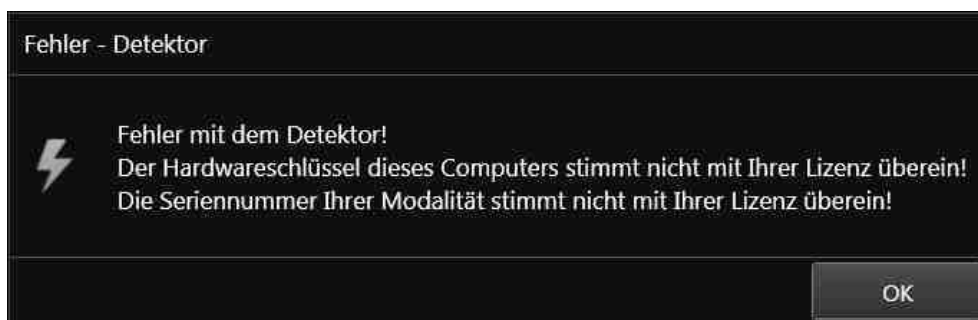 Fehler - Detektor
Fehler mit dem Detektor!
Der Hardwareschlüssel dieses Computers stimmt nicht mit Ihrer Lizenz überein!
Die Seriennummer Ihrer Modalität stimmt nicht mit Ihrer Lizenz überein!
OK